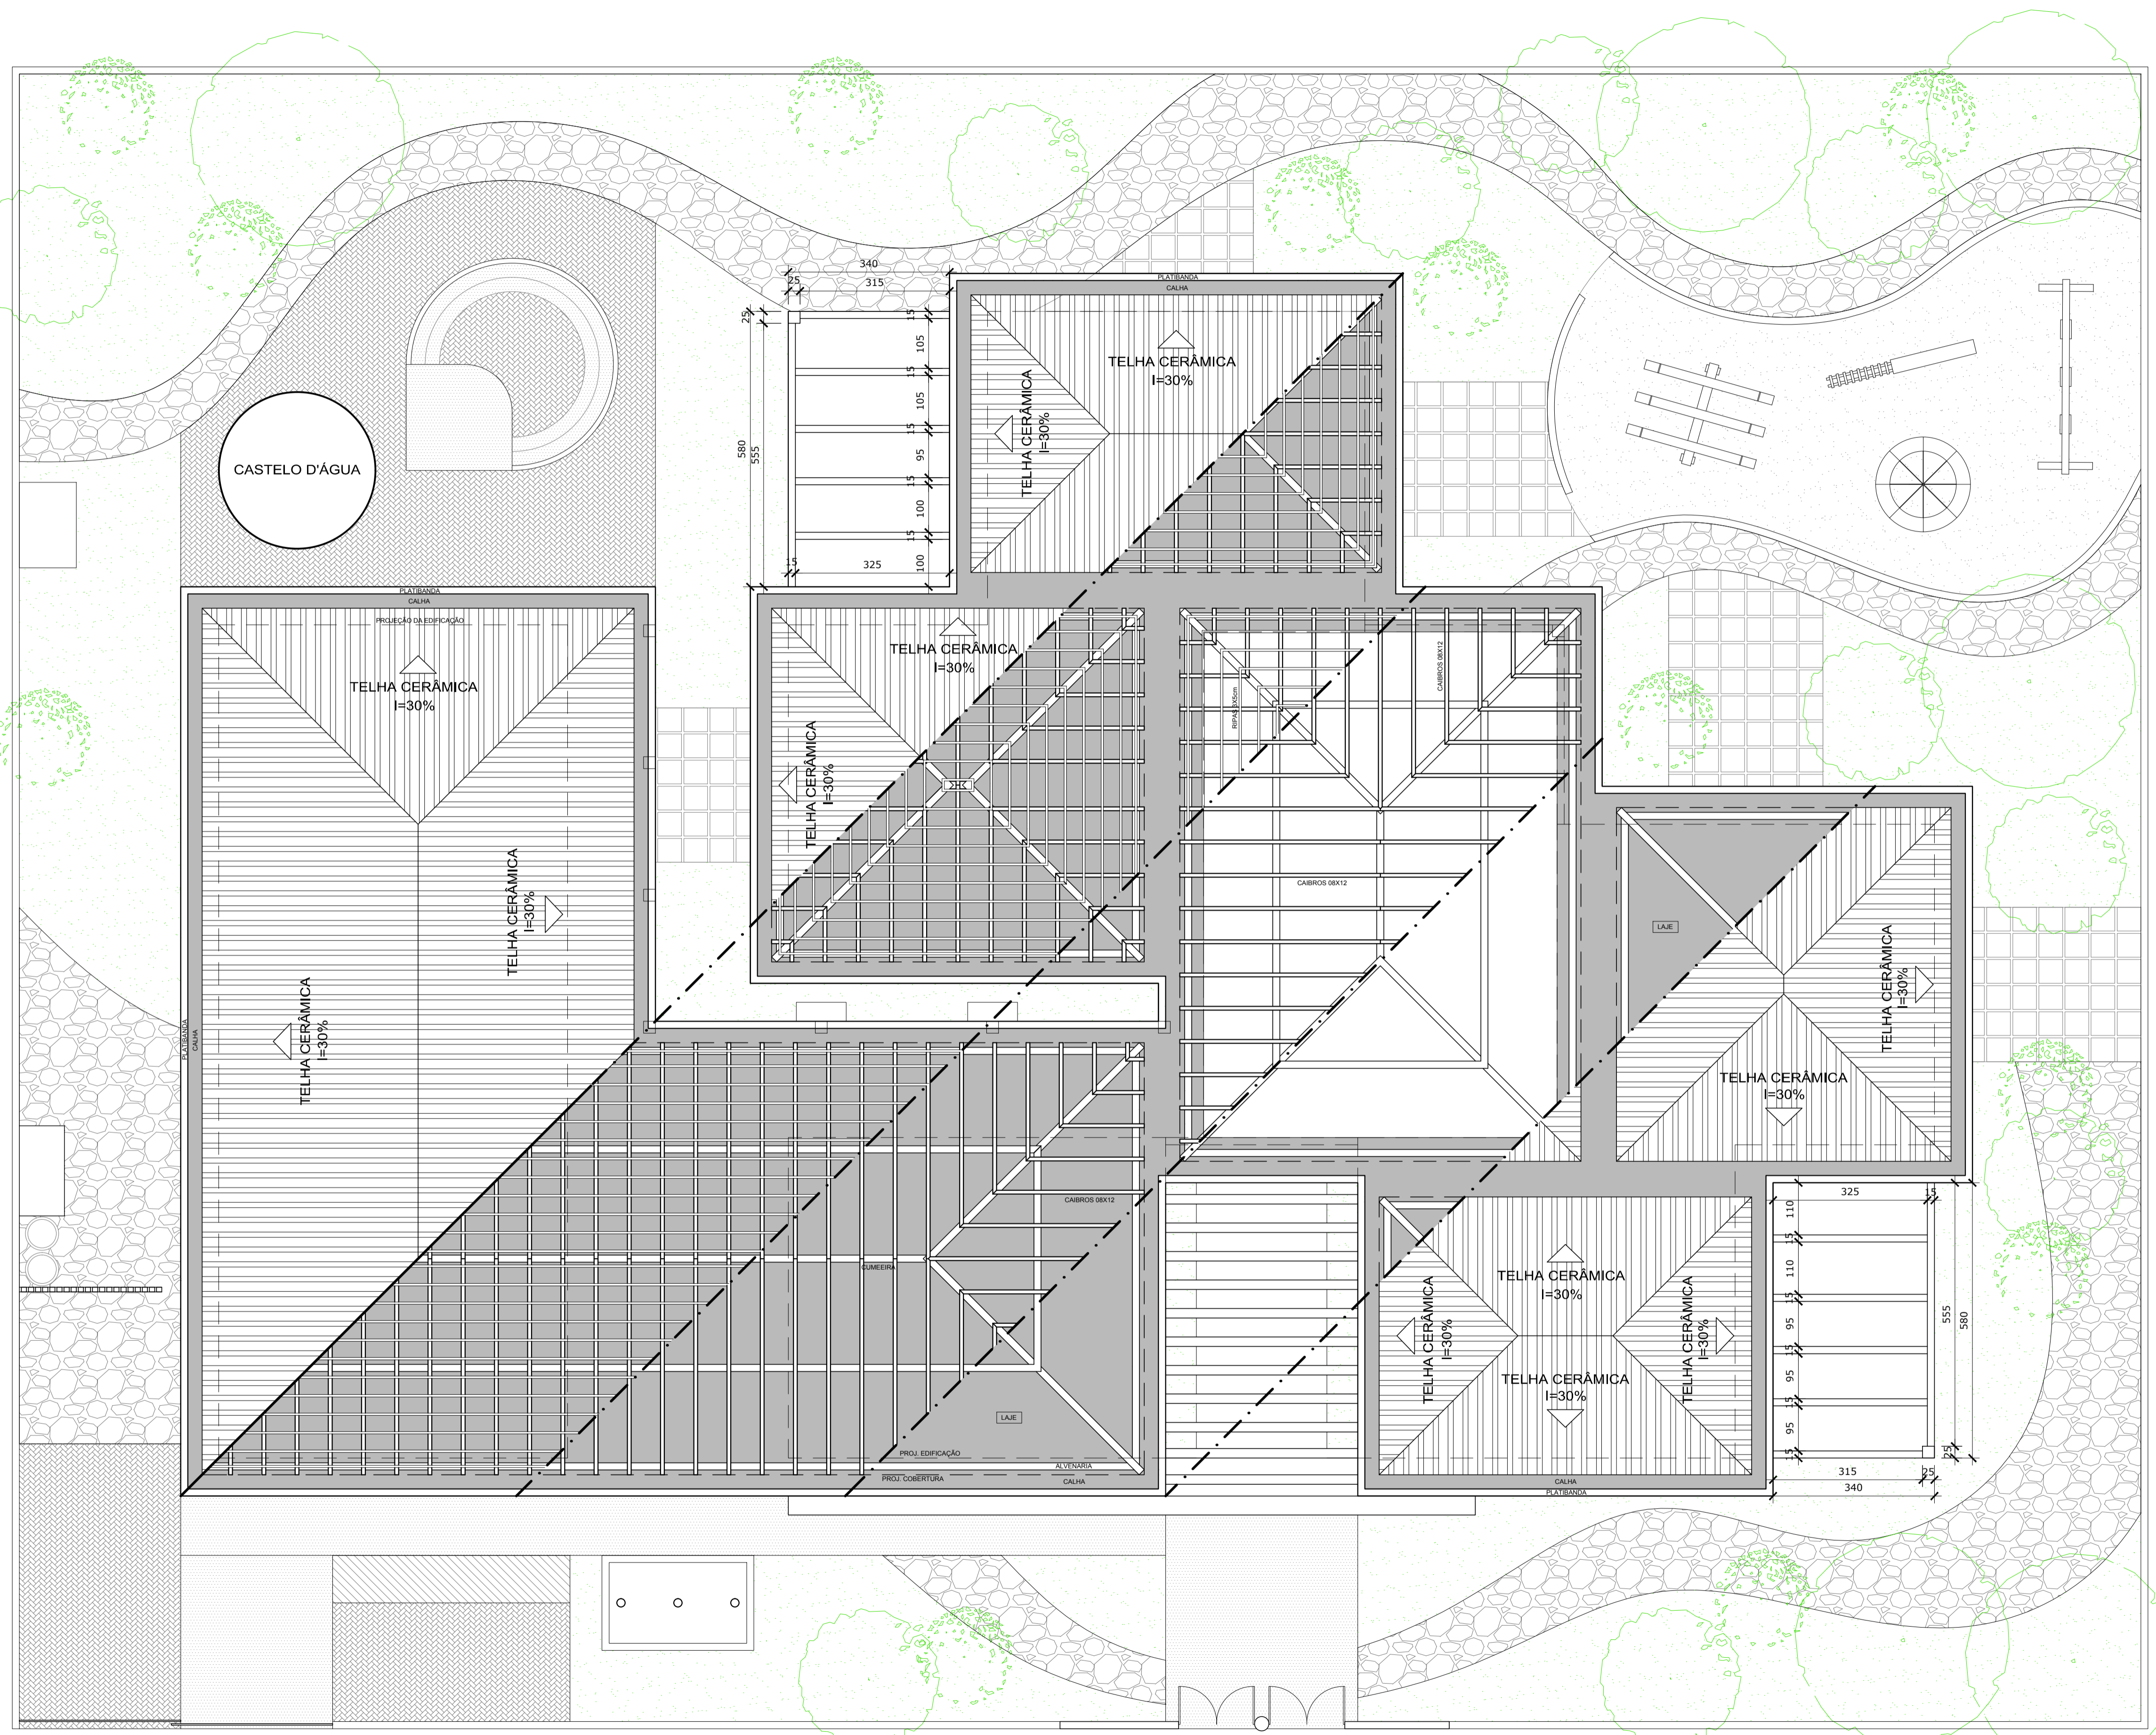 340
25
315
PLATIBANDA
CALHA
25
15
105
15
105
15
95
15
100
15
100
580
555
15
325
TELHA CERÂMICA
I=30%
TELHA CERÂMICA
I=30%
CASTELO D'ÁGUA
PLATIBANDA
CALHA
PROJEÇÃO DA EDIFICAÇÃO
TELHA CERÂMICA
I=30%
TELHA CERÂMICA
I=30%
TELHA CERÂMICA
I=30%
PLATIBANDA
CALHA
TELHA CERÂMICA
I=30%
TELHA CERÂMICA
I=30%
RIPAS 5X5cm
CAIBROS 08X12
CAIBROS 08X12
LAJE
TELHA CERÂMICA
I=30%
TELHA CERÂMICA
I=30%
CAIBROS 08X12
CUMEEIRA
LAJE
PROJ. EDIFICAÇÃO
ALVENARIA
PROJ. COBERTURA
CALHA
TELHA CERÂMICA
I=30%
TELHA CERÂMICA
I=30%
TELHA CERÂMICA
I=30%
TELHA CERÂMICA
I=30%
CALHA
PLATIBANDA
325
15
110
15
110
15
95
15
95
15
95
15
555
580
25
315
25
340